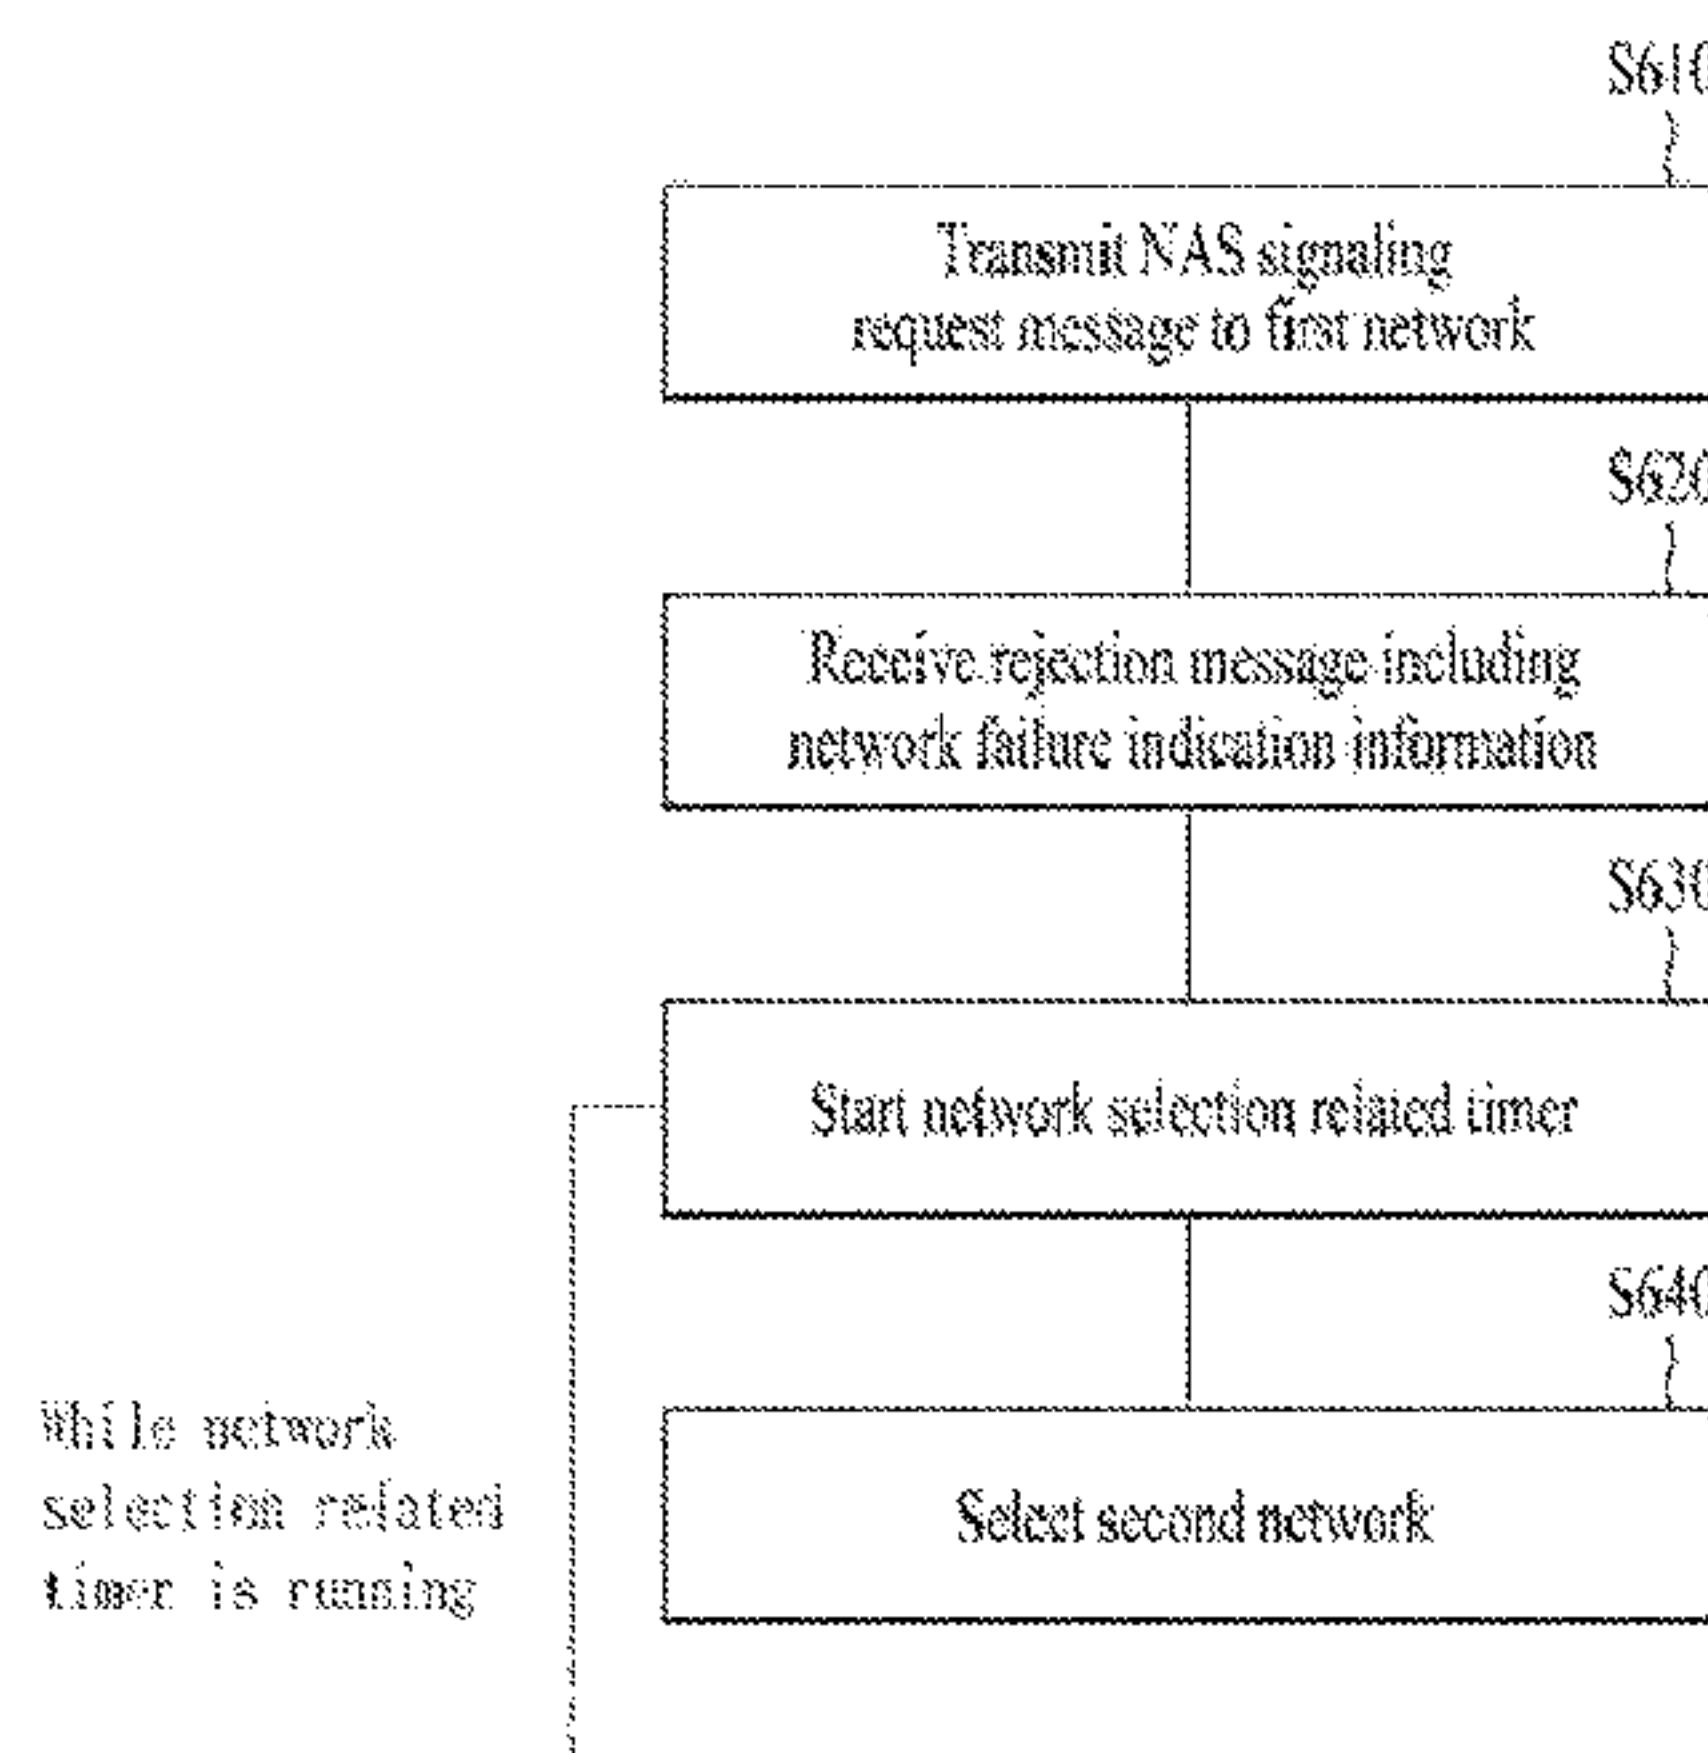 S610
Transmit NAS signaling
request message to first network
S620
Receive rejection message including
network failure indication information
S630
Start network selection related timer
S640
While network
selection related
timer is running
Select second network